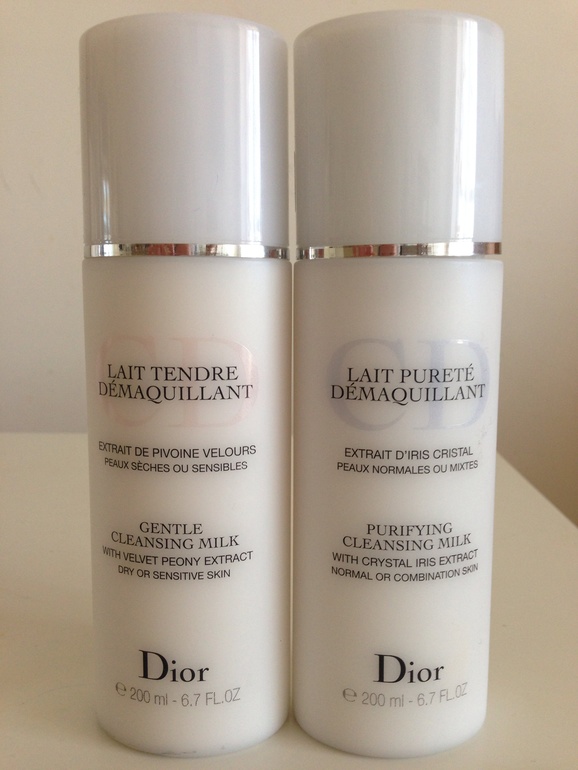 CD
LAIT TENDRE
DÉMAQUILLANT
EXTRAIT DE PIVOINE VELOURS
PEAUX SÈCHES OU SENSIBLES
GENTLE
CLEANSING MILK
WITH VELVET PEONY EXTRACT
DRY OR SENSITIVE SKIN
Dior
℮ 200 ml - 6.7 FL.OZ
CD
LAIT PURETÉ
DÉMAQUILLANT
EXTRAIT D'IRIS CRISTAL
PEAUX NORMALES OU MIXTES
PURIFYING
CLEANSING MILK
WITH CRYSTAL IRIS EXTRACT
NORMAL OR COMBINATION SKIN
Dior
℮ 200 ml - 6.7 FL.OZ